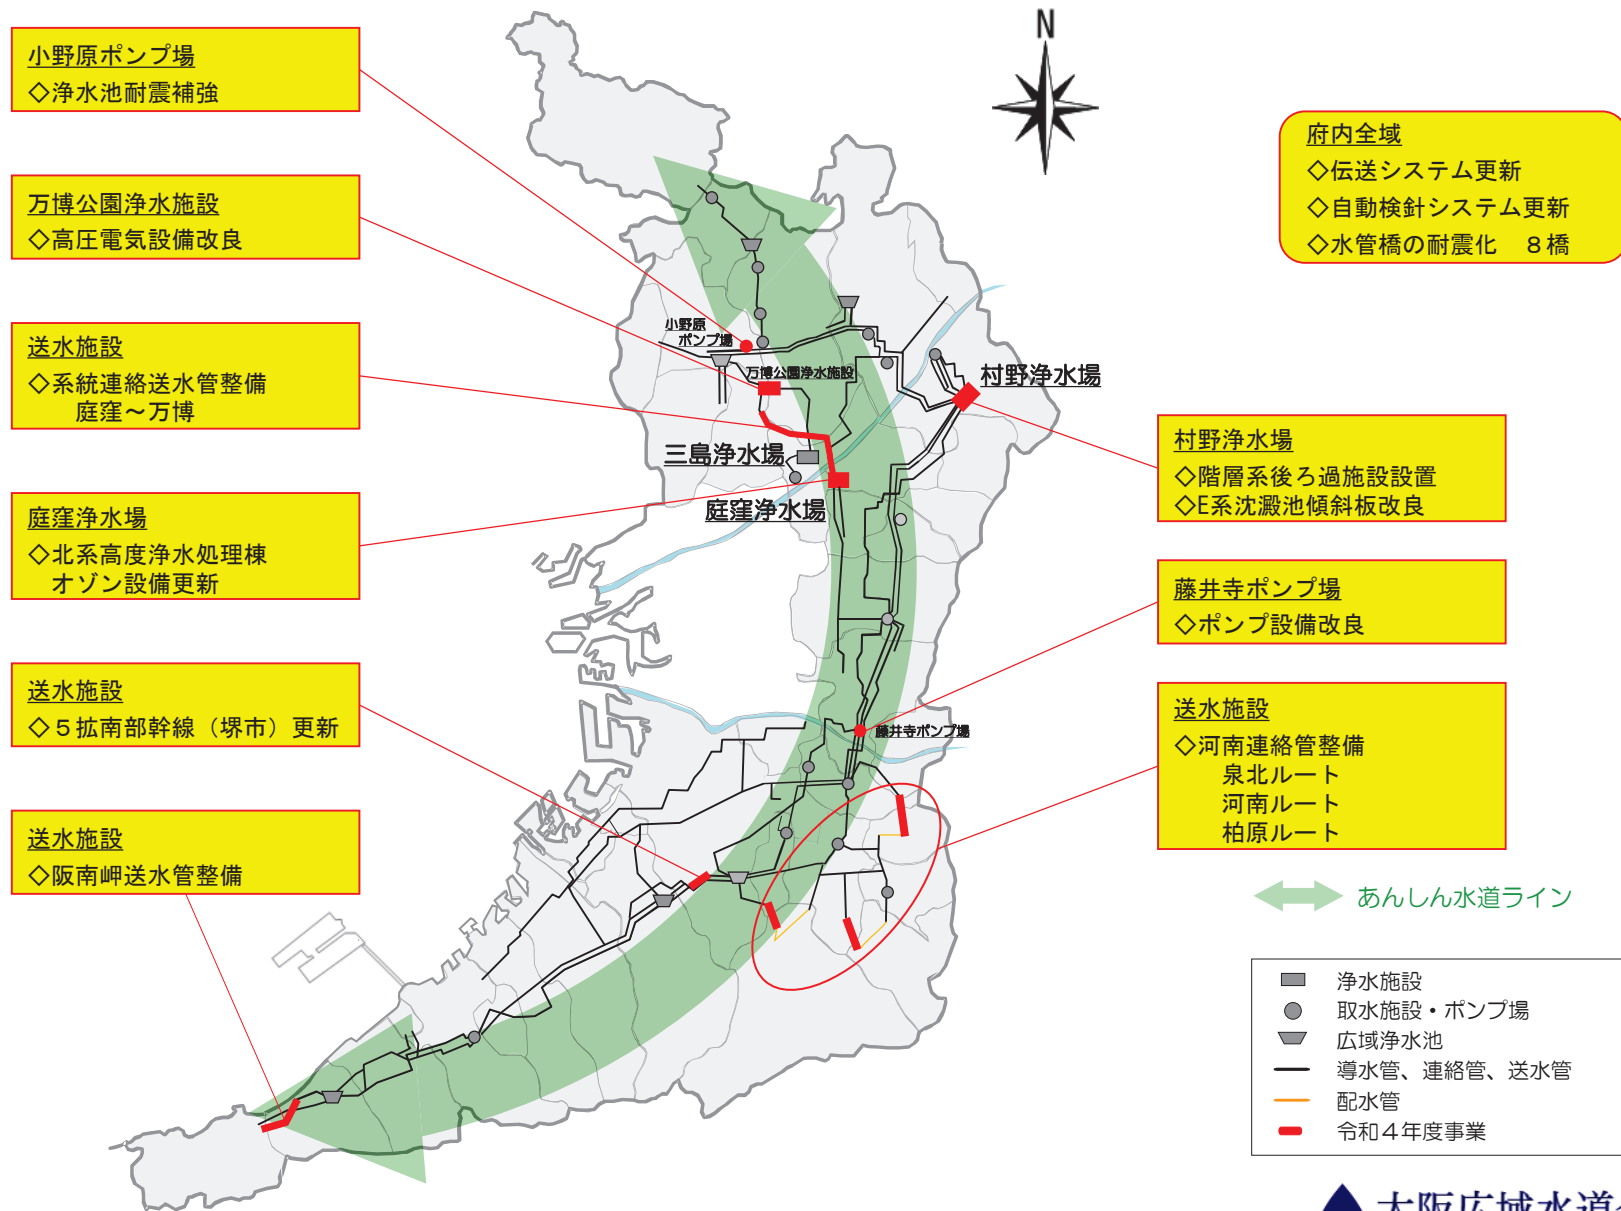 小野原ポンプ場
◇浄水池耐震補強
万博公園浄水施設
◇高圧電気設備改良
送水施設
◇系統連絡送水管整備
庭窪～万博
庭窪浄水場
◇北系高度浄水処理棟
オゾン設備更新
送水施設
◇５拡南部幹線（堺市）更新
送水施設
◇阪南岬送水管整備
N
府内全域
◇伝送システム更新
◇自動検針システム更新
◇水管橋の耐震化　８橋
小野原
ポンプ場
万博公園浄水施設
村野浄水場
三島浄水場
庭窪浄水場
藤井寺ポンプ場
村野浄水場
◇階層系後ろ過施設設置
◇E系沈澱池傾斜板改良
藤井寺ポンプ場
◇ポンプ設備改良
送水施設
◇河南連絡管整備
泉北ルート
河南ルート
柏原ルート
あんしん水道ライン
浄水施設
取水施設・ポンプ場
広域浄水池
導水管、連絡管、送水管
配水管
令和４年度事業
大阪広域水道